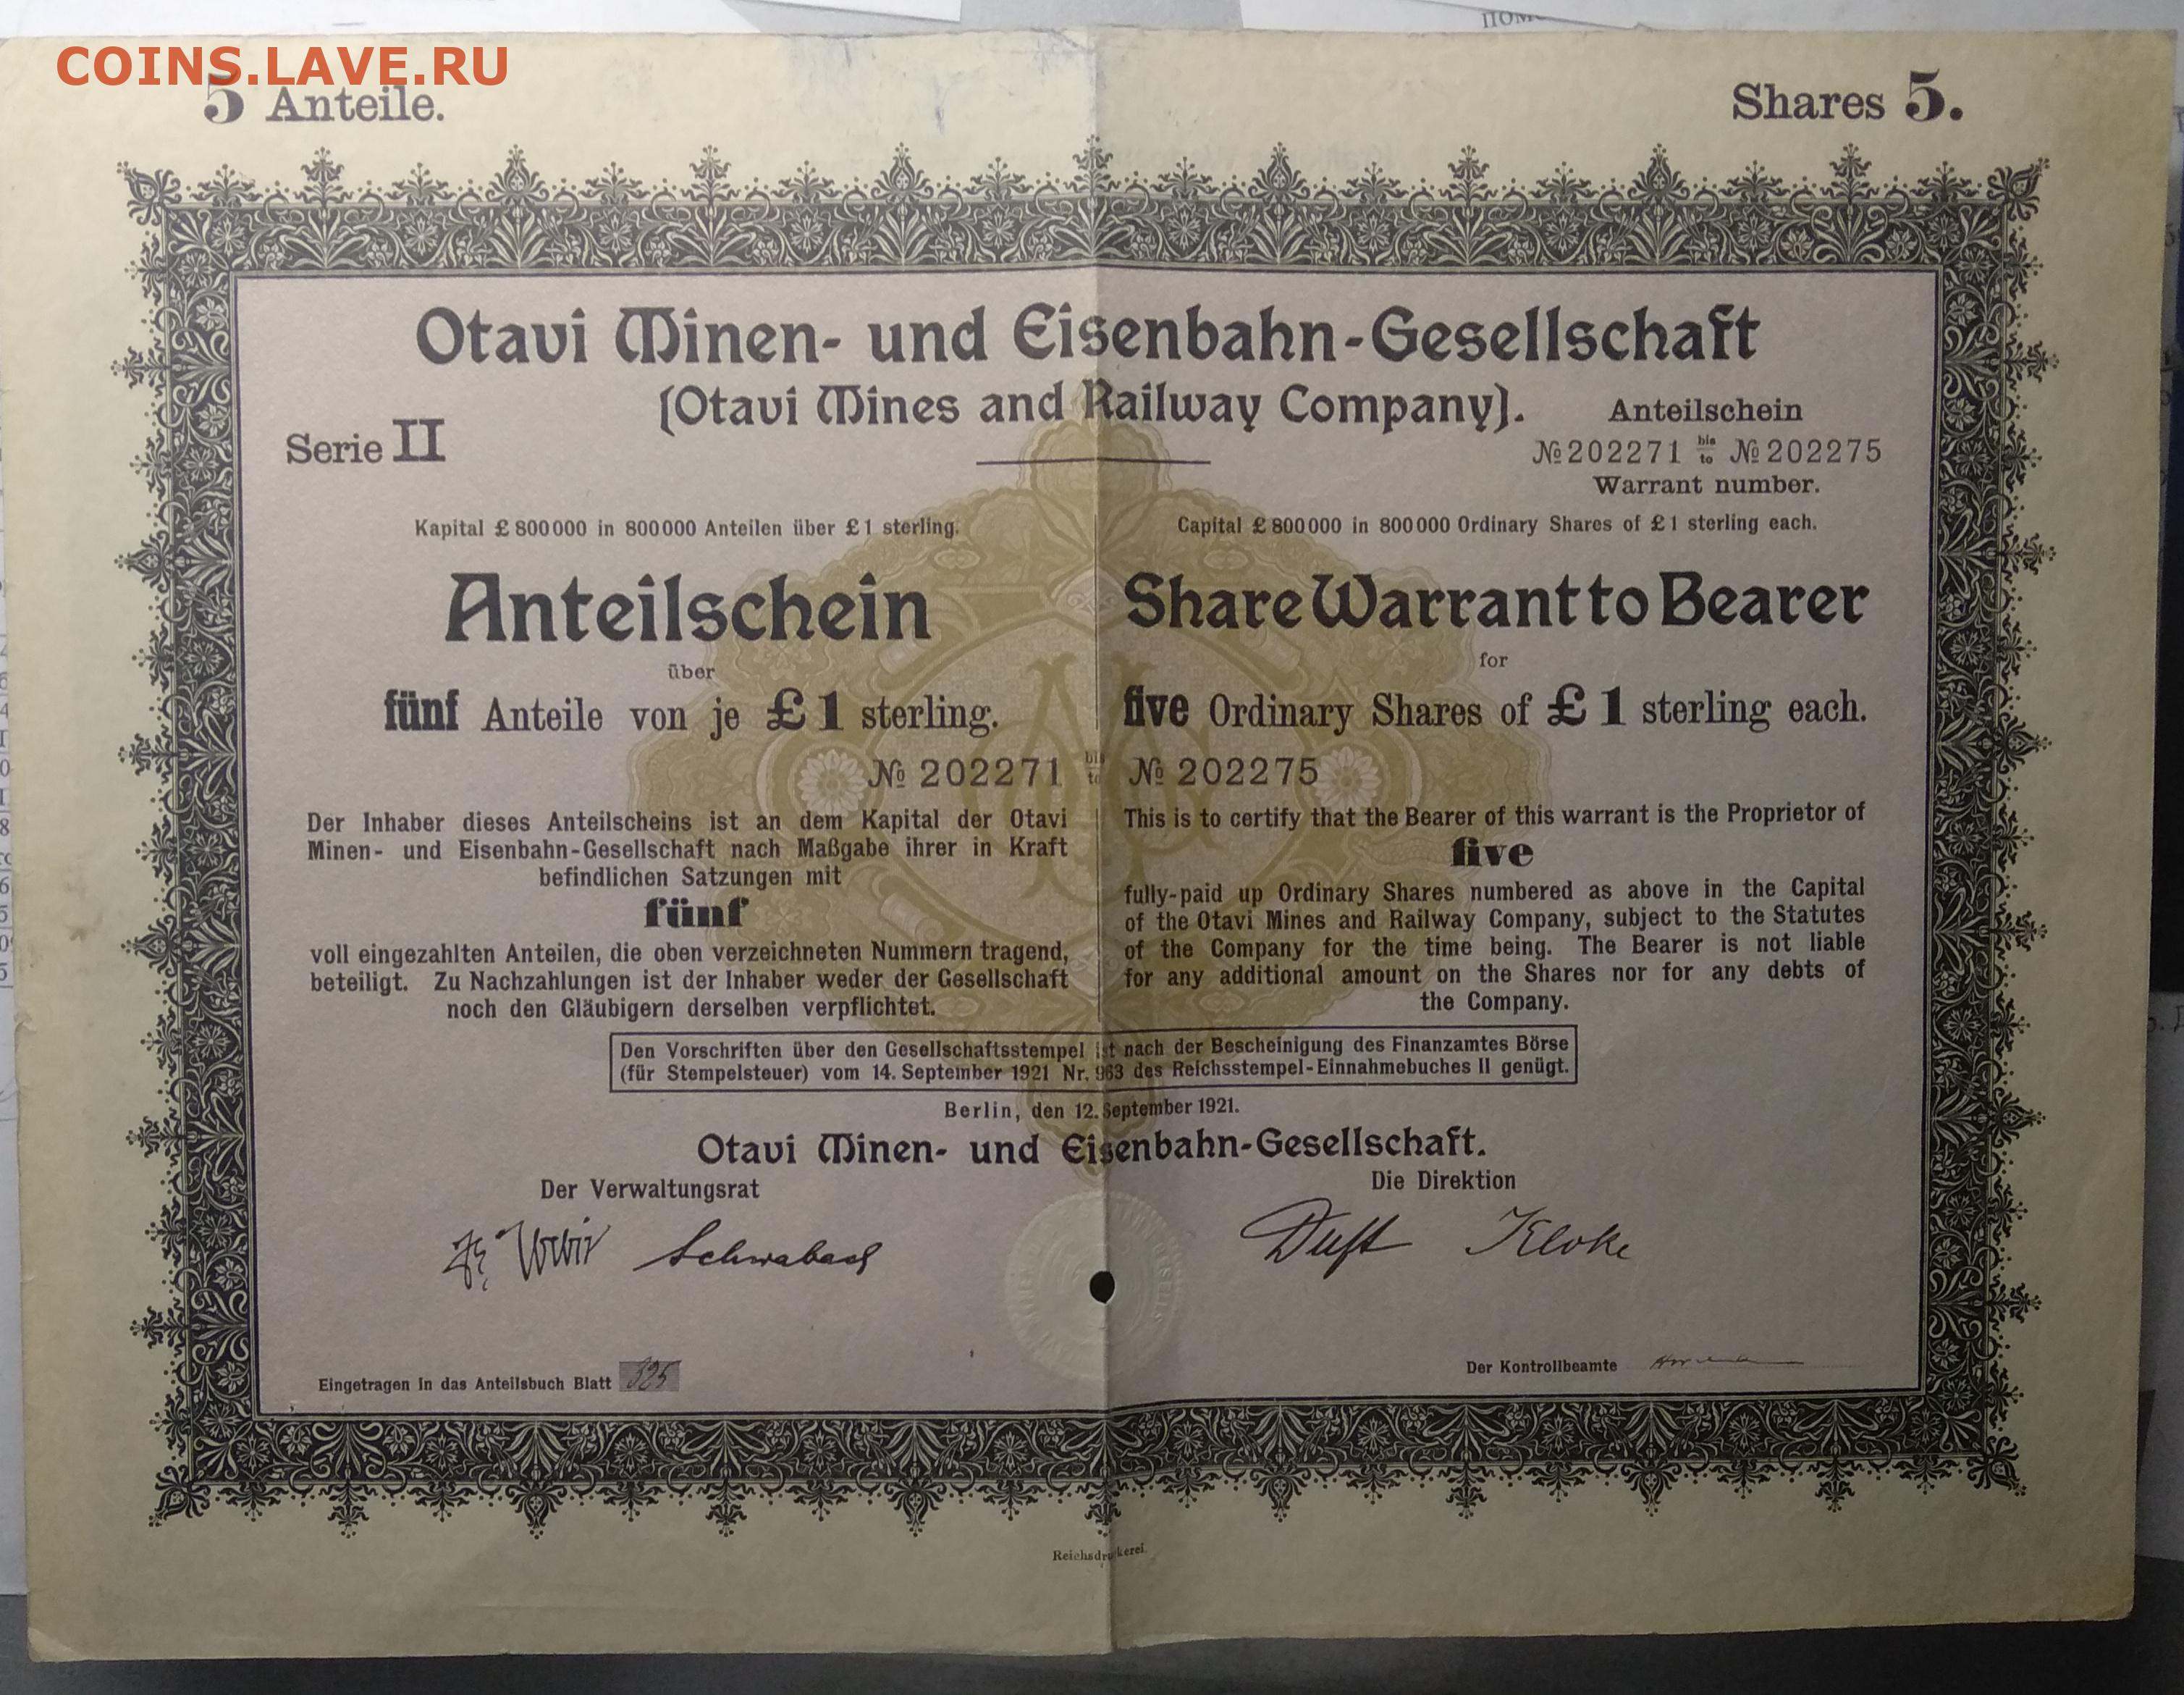 COINS.LAVE.RU
5 Anteile.
Shares 5.
Otavi Minen- und Eisenbahn-Gesellschaft
(Otavi Mines and Railway Company).
Serie II
Anteilschein
№ 202271 bis to № 202275
Warrant number.
Kapital £ 800000 in 800000 Anteilen über £ 1 sterling.
Anteilschein
über
fünf Anteile von je £ 1 sterling.
Capital £ 800000 in 800000 Ordinary Shares of £ 1 sterling each.
Share Warrant to Bearer
for
five Ordinary Shares of £ 1 sterling each.
№ 202271 bis to № 202275
Der Inhaber dieses Anteilscheins ist an dem Kapital der Otavi
Minen- und Eisenbahn-Gesellschaft nach Maßgabe ihrer in Kraft
befindlichen Satzungen mit
fünf
voll eingezahlten Anteilen, die oben verzeichneten Nummern tragend,
beteiligt. Zu Nachzahlungen ist der Inhaber weder der Gesellschaft
noch den Gläubigern derselben verpflichtet.
This is to certify that the Bearer of this warrant is the Proprietor of
five
fully-paid up Ordinary Shares numbered as above in the Capital
of the Otavi Mines and Railway Company, subject to the Statutes
of the Company for the time being. The Bearer is not liable
for any additional amount on the Shares nor for any debts of
the Company.
Den Vorschriften über den Gesellschaftsstempel ist nach der Bescheinigung des Finanzamtes Börse
(für Stempelsteuer) vom 14. September 1921 Nr. 963 des Reichsstempel-Einnahmebuches II genügt.
Berlin, den 12. September 1921.
Otavi Minen- und Eisenbahn-Gesellschaft.
Der Verwaltungsrat
Die Direktion
Schwabach
Duft Kloke
Eingetragen in das Anteilsbuch Blatt 325
Der Kontrollbeamte
Reichsdruckerei.